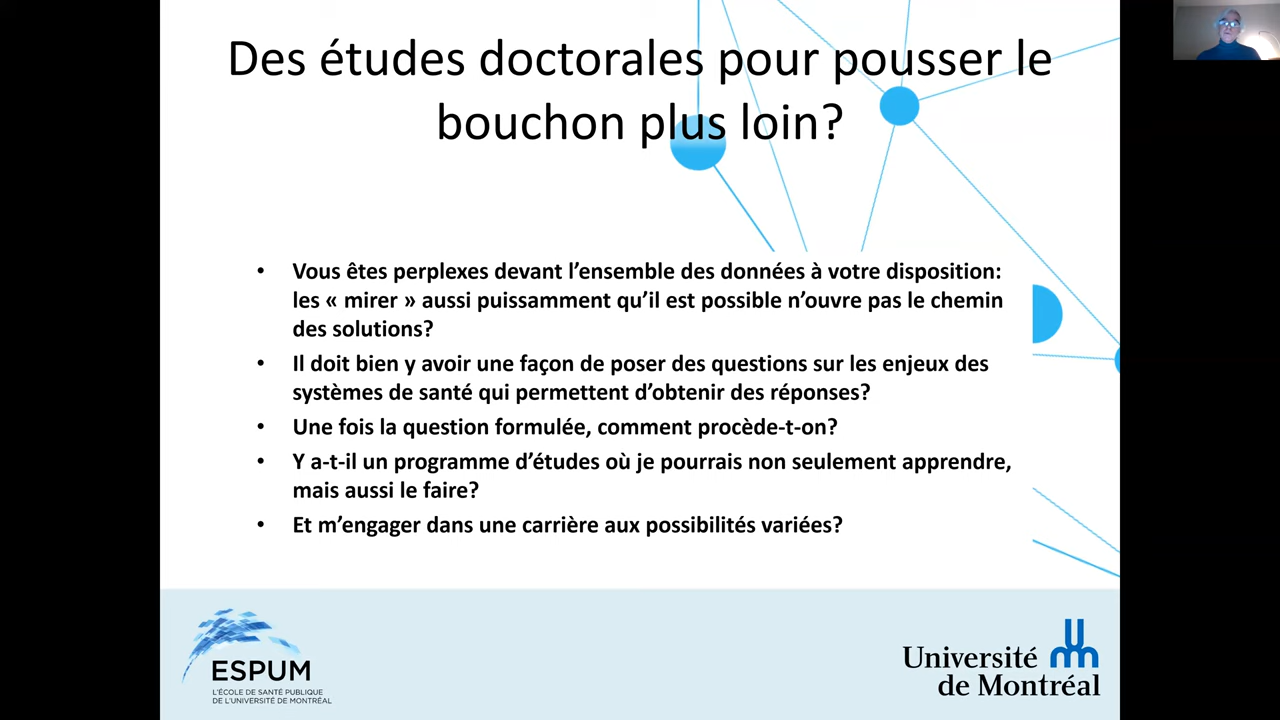 Des études doctorales pour pousser le
bouchon plus loin?
• Vous êtes perplexes devant l’ensemble des données à votre disposition:
les « mirer » aussi puissamment qu’il est possible n’ouvre pas le chemin
des solutions?
• Il doit bien y avoir une façon de poser des questions sur les enjeux des
systèmes de santé qui permettent d’obtenir des réponses?
• Une fois la question formulée, comment procède-t-on?
• Y a-t-il un programme d’études où je pourrais non seulement apprendre,
mais aussi le faire?
• Et m’engager dans une carrière aux possibilités variées?
ESPUM
L'ÉCOLE DE SANTÉ PUBLIQUE
DE L'UNIVERSITÉ DE MONTRÉAL
Université
de Montréal